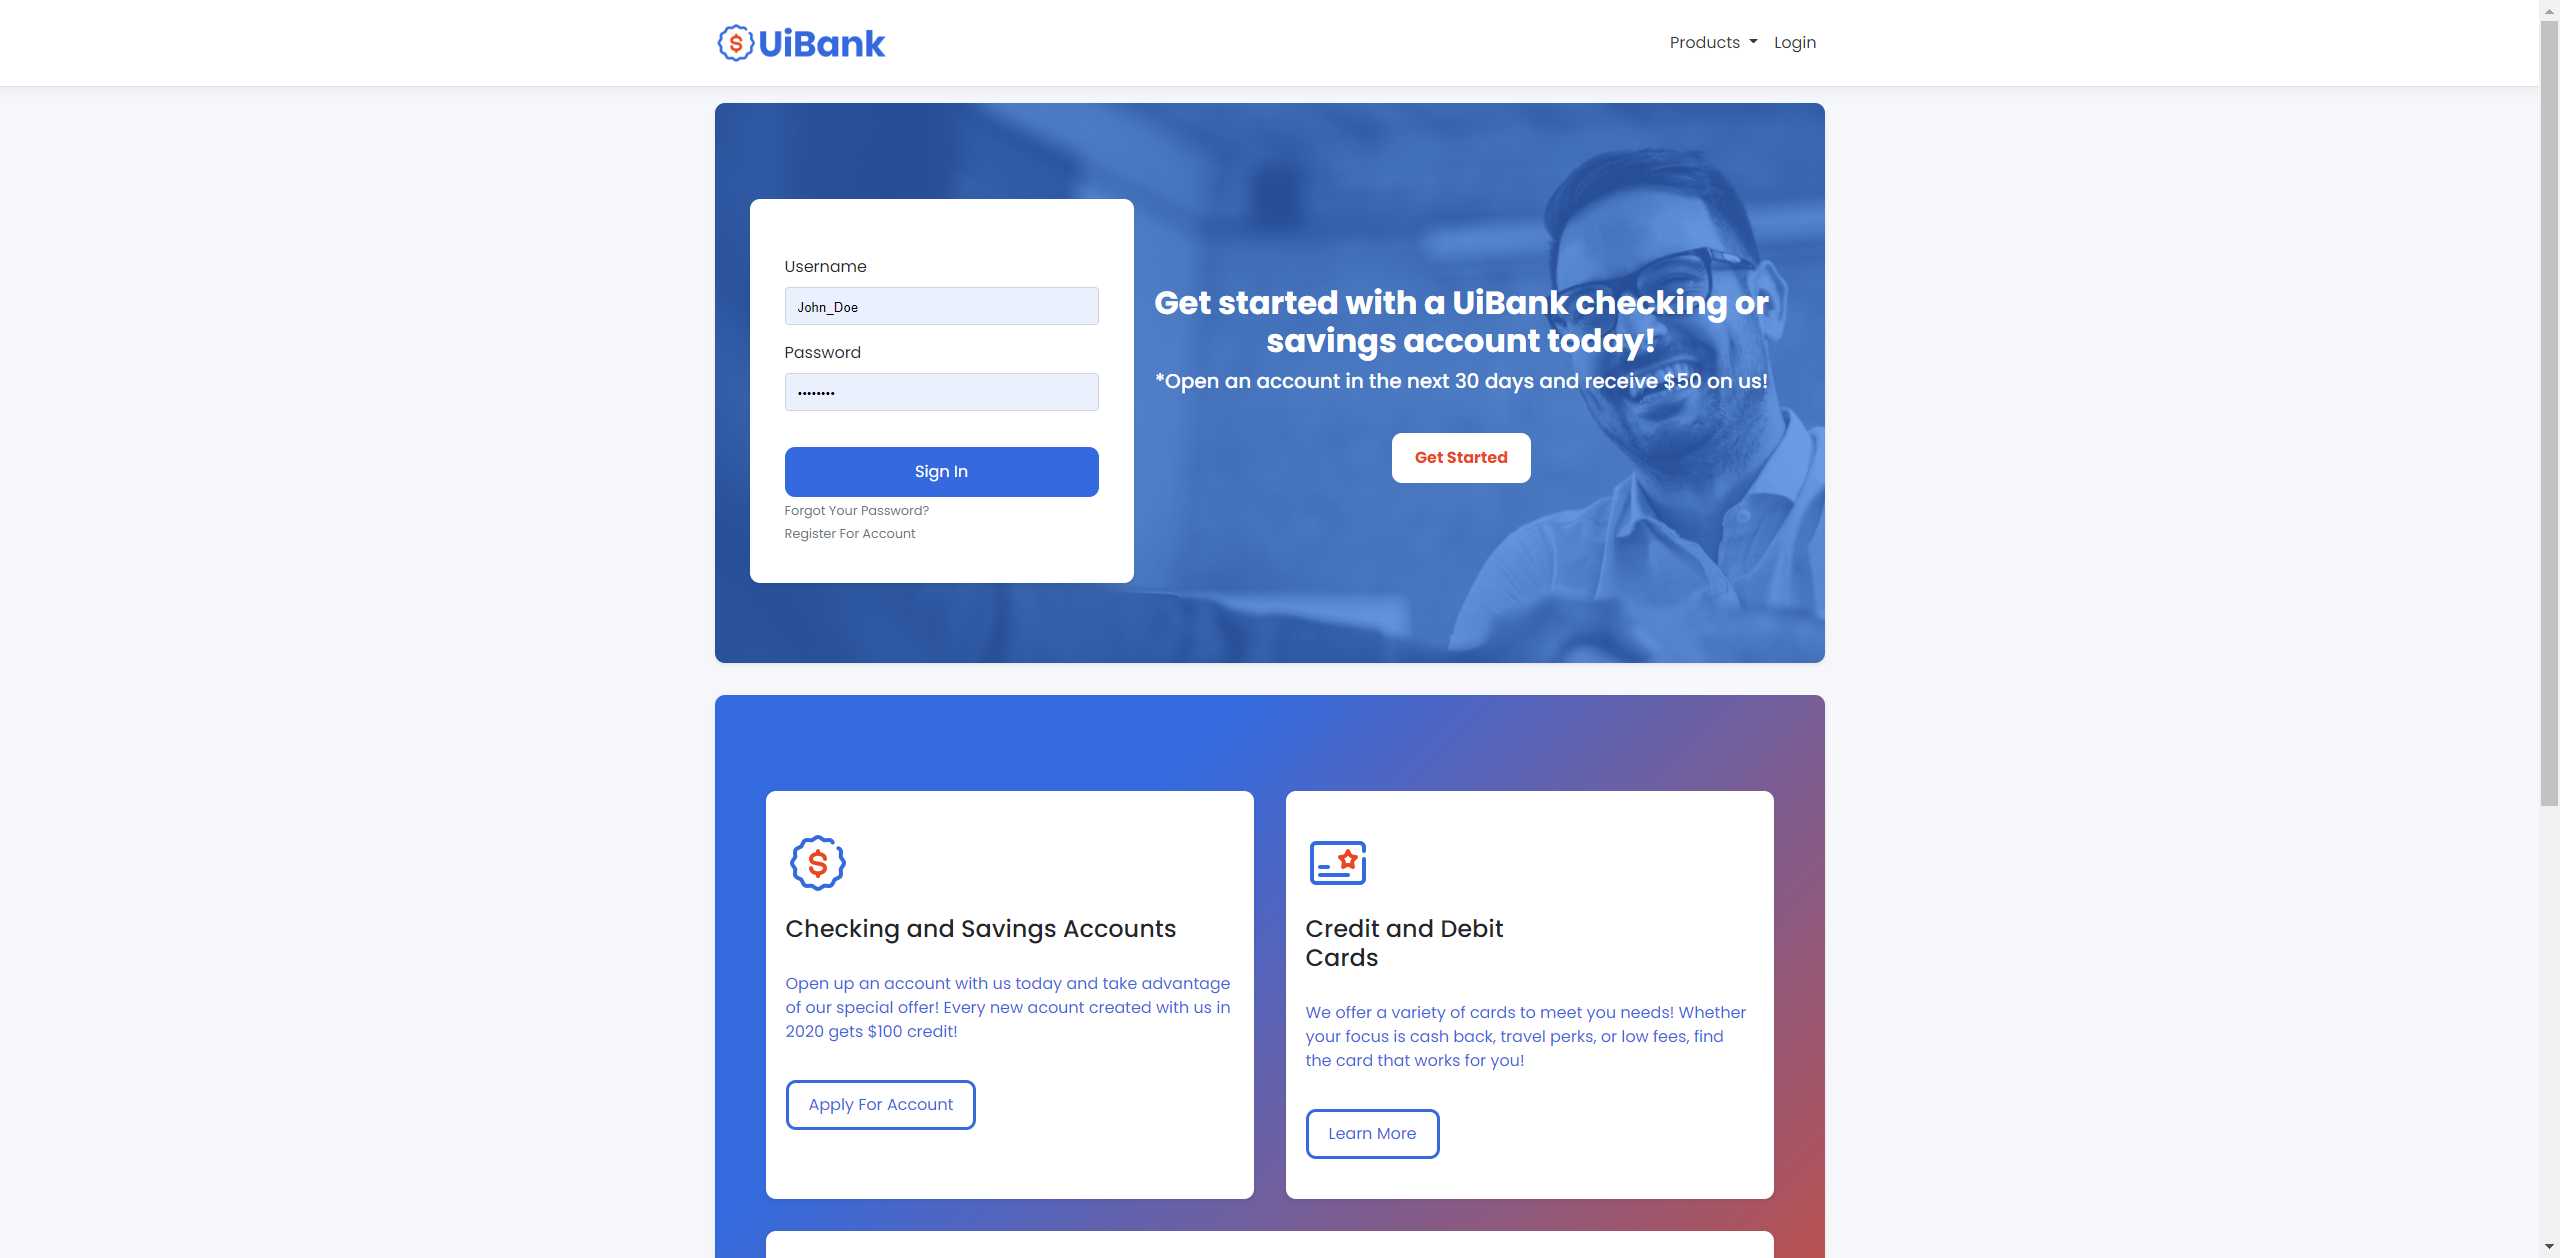 UiBank
Products
Login
Username
John_Doe
Password
••••••••
Sign In
Forgot Your Password?
Register For Account
Get started with a UiBank checking or
savings account today!
*Open an account in the next 30 days and receive $50 on us!
Get Started
Checking and Savings Accounts
Open up an account with us today and take advantage
of our special offer! Every new acount created with us in
2020 gets $100 credit!
Apply For Account
Credit and Debit
Cards
We offer a variety of cards to meet you needs! Whether
your focus is cash back, travel perks, or low fees, find
the card that works for you!
Learn More